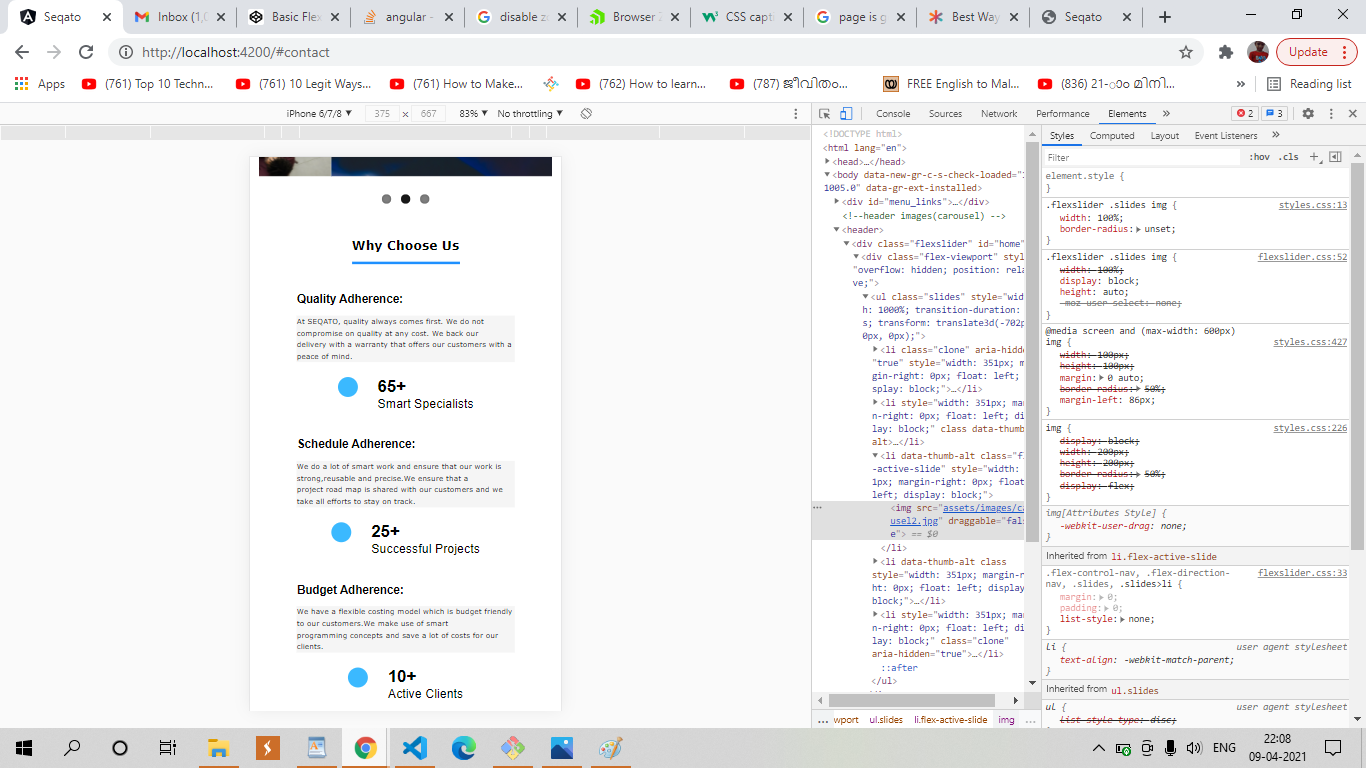 Seqato
Inbox (1,
Basic Flex
angular -
disable z
Browser Z
CSS capti
page is g
Best Way
Seqato
http://localhost:4200/#contact
Update
Apps
(761) Top 10 Techn...
(761) 10 Legit Ways...
(761) How to Make...
(762) How to learn...
(787) ജീവിതം...
FREE English to Mal...
(836) 21-ാം മിനി...
»
Reading list
iPhone 6/7/8 ▼ 375 × 667 83% ▼ No throttling ▼
Console Sources Network Performance Elements » 2 3
Why Choose Us
Quality Adherence:
At SEQATO, quality always comes first. We do not
compromise on quality at any cost. We back our
delivery with a warranty that offers our customers with a
peace of mind.
65+
Smart Specialists
Schedule Adherence:
We do a lot of smart work and ensure that our work is
strong,reusable and precise.We ensure that a
project road map is shared with our customers and we
take all efforts to stay on track.
25+
Successful Projects
Budget Adherence:
We have a flexible costing model which is budget friendly
to our customers.We make use of smart
programming concepts and save a lot of costs for our
clients.
10+
Active Clients
<!DOCTYPE html>
<html lang="en">
<head>…</head>
<body data-new-gr-c-s-check-loaded="1
1005.0" data-gr-ext-installed>
<div id="menu_links">…</div>
<!--header images(carousel) -->
<header>
<div class="flexslider" id="home"
<div class="flex-viewport" styl
"overflow: hidden; position: rela
ve;">
<ul class="slides" style="wid
h: 1000%; transition-duration:
s; transform: translate3d(-702p
0px, 0px);">
<li class="clone" aria-hidd
"true" style="width: 351px; m
gin-right: 0px; float: left;
splay: block;">…</li>
<li style="width: 351px; mar
n-right: 0px; float: left; di
lay: block;" class data-thumb
alt>…</li>
<li data-thumb-alt class="fl
-active-slide" style="width:
1px; margin-right: 0px; float
left; display: block;">
<img src="assets/images/ca
usel2.jpg" draggable="fal
e"> == $0
</li>
<li data-thumb-alt class
style="width: 351px; margin-r
ht: 0px; float: left; display
block;">…</li>
<li style="width: 351px; mar
n-right: 0px; float: left; di
lay: block;" class="clone"
aria-hidden="true">…</li>
::after
</ul>
... wport ul.slides li.flex-active-slide img ...
Styles Computed Layout Event Listeners »
Filter :hov .cls +
element.style {
}
.flexslider .slides img { styles.css:13
width: 100%;
border-radius: unset;
}
.flexslider .slides img { flexslider.css:52
width: 100%;
display: block;
height: auto;
-moz-user-select: none;
}
@media screen and (max-width: 600px)
img { styles.css:427
width: 100px;
height: 100px;
margin: 0 auto;
border-radius: 50%;
margin-left: 86px;
}
img { styles.css:226
display: block;
width: 200px;
height: 200px;
border-radius: 50%;
display: flex;
}
img[Attributes Style] {
-webkit-user-drag: none;
}
Inherited from li.flex-active-slide
.flex-control-nav, .flex-direction- flexslider.css:33
nav, .slides, .slides>li {
margin: 0;
padding: 0;
list-style: none;
}
li { user agent stylesheet
text-align: -webkit-match-parent;
}
Inherited from ul.slides
ul { user agent stylesheet
list-style-type: disc;
ENG
22:08
09-04-2021